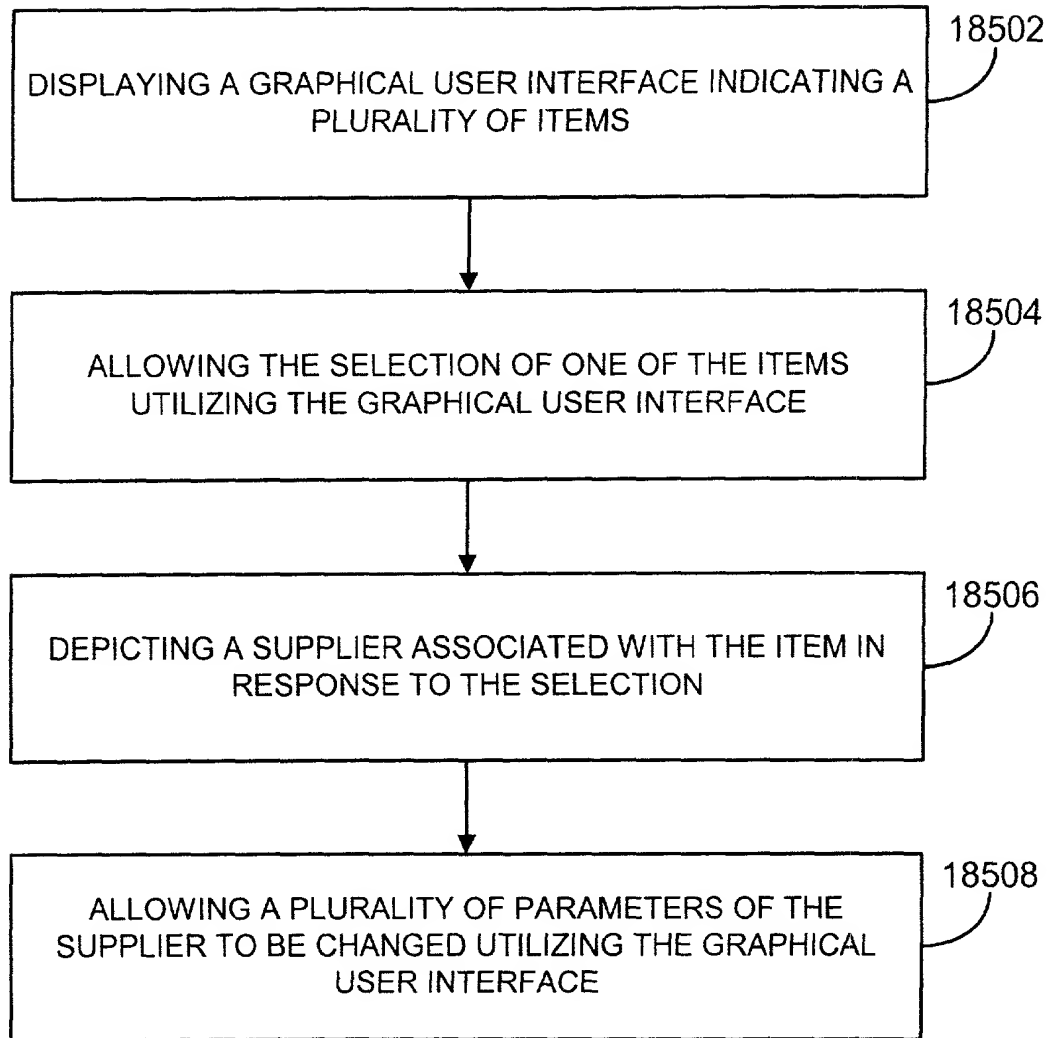 18502
DISPLAYING A GRAPHICAL USER INTERFACE INDICATING A
PLURALITY OF ITEMS
18504
ALLOWING THE SELECTION OF ONE OF THE ITEMS
UTILIZING THE GRAPHICAL USER INTERFACE
18506
DEPICTING A SUPPLIER ASSOCIATED WITH THE ITEM IN
RESPONSE TO THE SELECTION
18508
ALLOWING A PLURALITY OF PARAMETERS OF THE
SUPPLIER TO BE CHANGED UTILIZING THE GRAPHICAL
USER INTERFACE